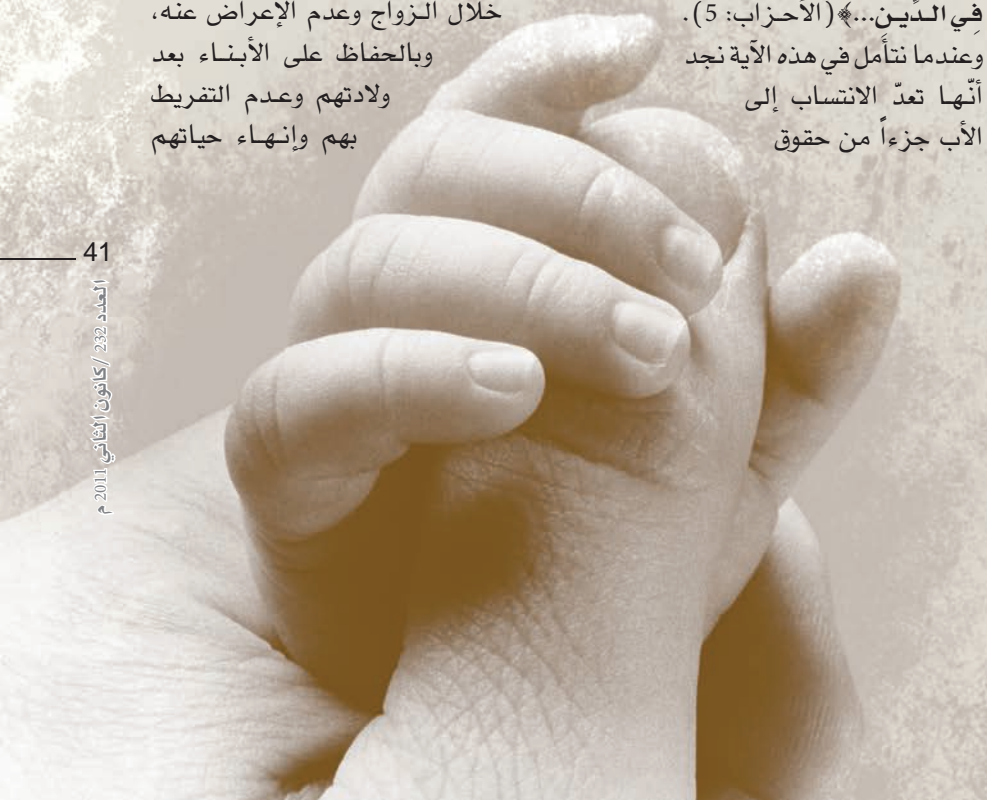 فِي الدِّينِ...﴾ (الأحزاب: 5).
وعندما نتأمل في هذه الآية نجد
أنّها تعدّ الانتساب إلى
الأب جزءاً من حقوق
خلال الزواج وعدم الإعراض عنه،
وبالحفاظ على الأبناء بعد
ولادتهم وعدم التفريط
بهم وإنهاء حياتهم
41
العدد 232 / كانون الثاني 2011 م